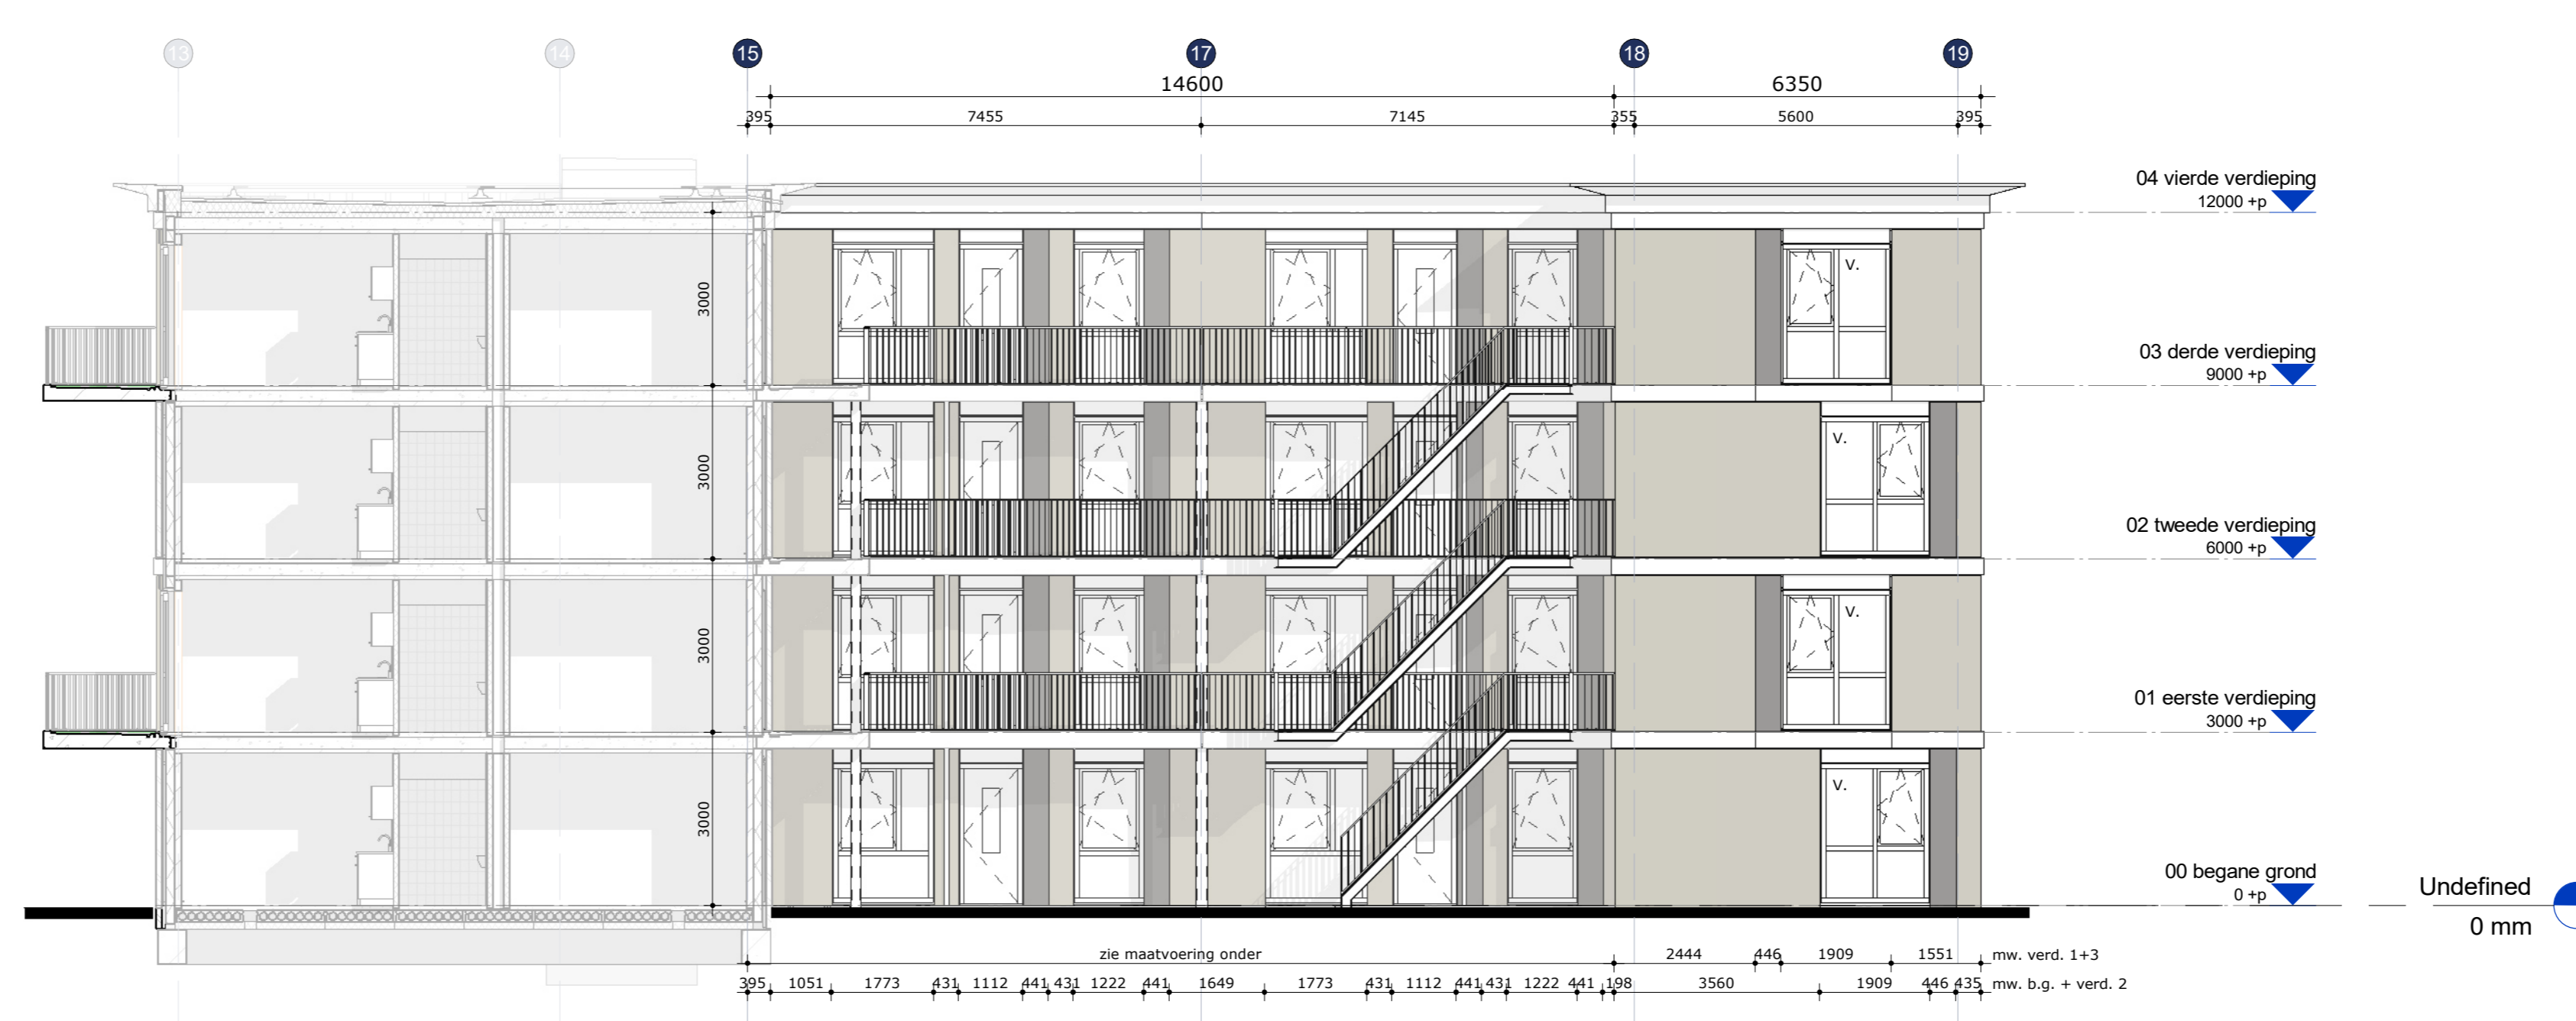 13 14 15 17 18 19
14600 6350
395 7455 7145 355 5600 395
04 vierde verdieping
12000 +p
3000
V.
03 derde verdieping
9000 +p
3000
V.
02 tweede verdieping
6000 +p
3000
V.
01 eerste verdieping
3000 +p
3000
V.
00 begane grond
0 +p
Undefined
0 mm
zie maatvoering onder 2444 446 1909 1551 mw. verd. 1+3
395 1051 1773 431 1112 441 431 1222 441 1649 1773 431 1112 441 431 1222 441 198 3560 1909 446 435 mw. b.g. + verd. 2